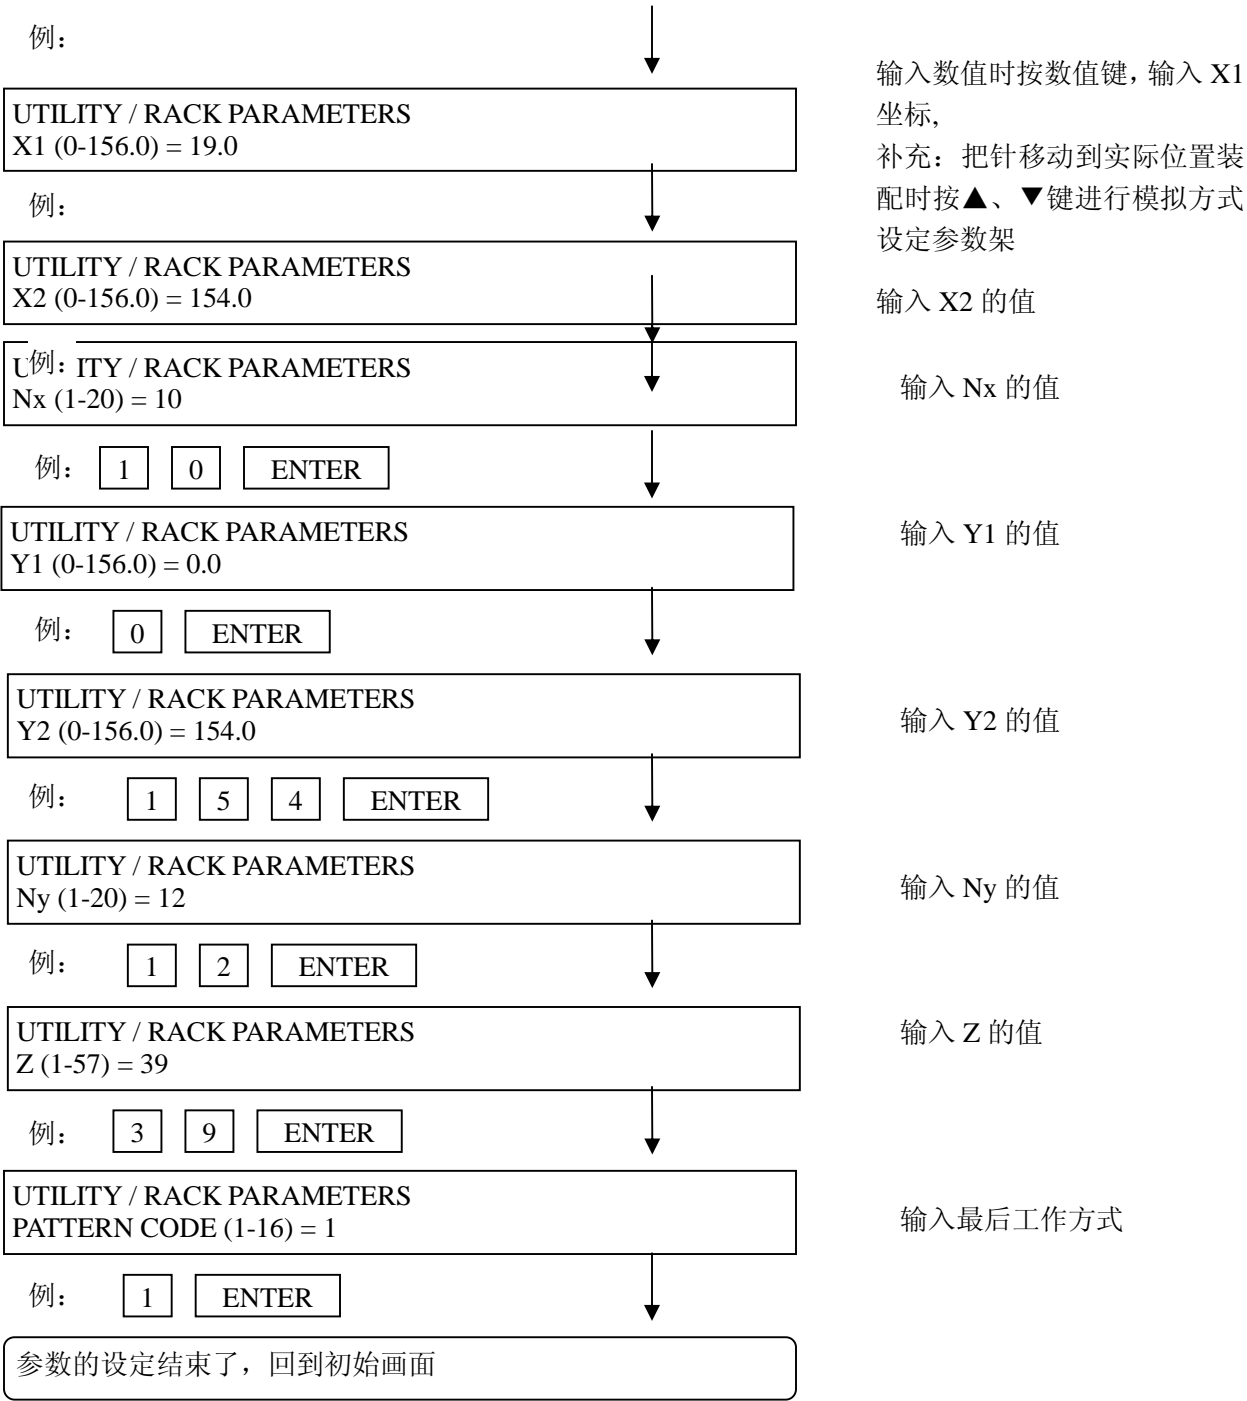 例：
输入数值时按数值键，输入 X1
坐标,
UTILITY / RACK PARAMETERS
X1 (0-156.0) = 19.0
补充：把针移动到实际位置装
配时按▲、▼键进行模拟方式
设定参数架
例：
UTILITY / RACK PARAMETERS
X2 (0-156.0) = 154.0
输入 X2 的值
例：
UTILITY / RACK PARAMETERS
Nx (1-20) = 10
输入 Nx 的值
例： 1 0 ENTER
UTILITY / RACK PARAMETERS
Y1 (0-156.0) = 0.0
输入 Y1 的值
例： 0 ENTER
UTILITY / RACK PARAMETERS
Y2 (0-156.0) = 154.0
输入 Y2 的值
例： 1 5 4 ENTER
UTILITY / RACK PARAMETERS
Ny (1-20) = 12
输入 Ny 的值
例： 1 2 ENTER
UTILITY / RACK PARAMETERS
Z (1-57) = 39
输入 Z 的值
例： 3 9 ENTER
UTILITY / RACK PARAMETERS
PATTERN CODE (1-16) = 1
输入最后工作方式
例： 1 ENTER
参数的设定结束了，回到初始画面